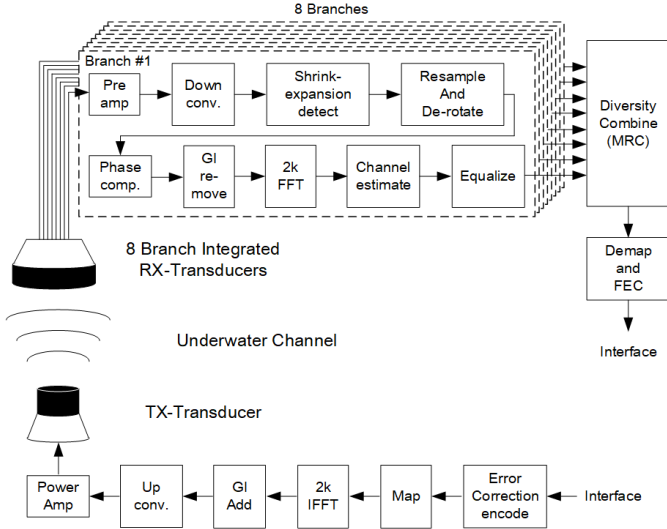 8 Branches
Branch #1
Pre
amp
Down
conv.
Shrink-
expansion
detect
Resample
And
De-rotate
Phase
comp.
GI
re-
move
2k
FFT
Channel
estimate
Equalize
Diversity
Combine
(MRC)
Demap
and
FEC
Interface
8 Branch Integrated
RX-Transducers
Underwater Channel
TX-Transducer
Power
Amp
Up
conv.
GI
Add
2k
IFFT
Map
Error
Correction
encode
Interface